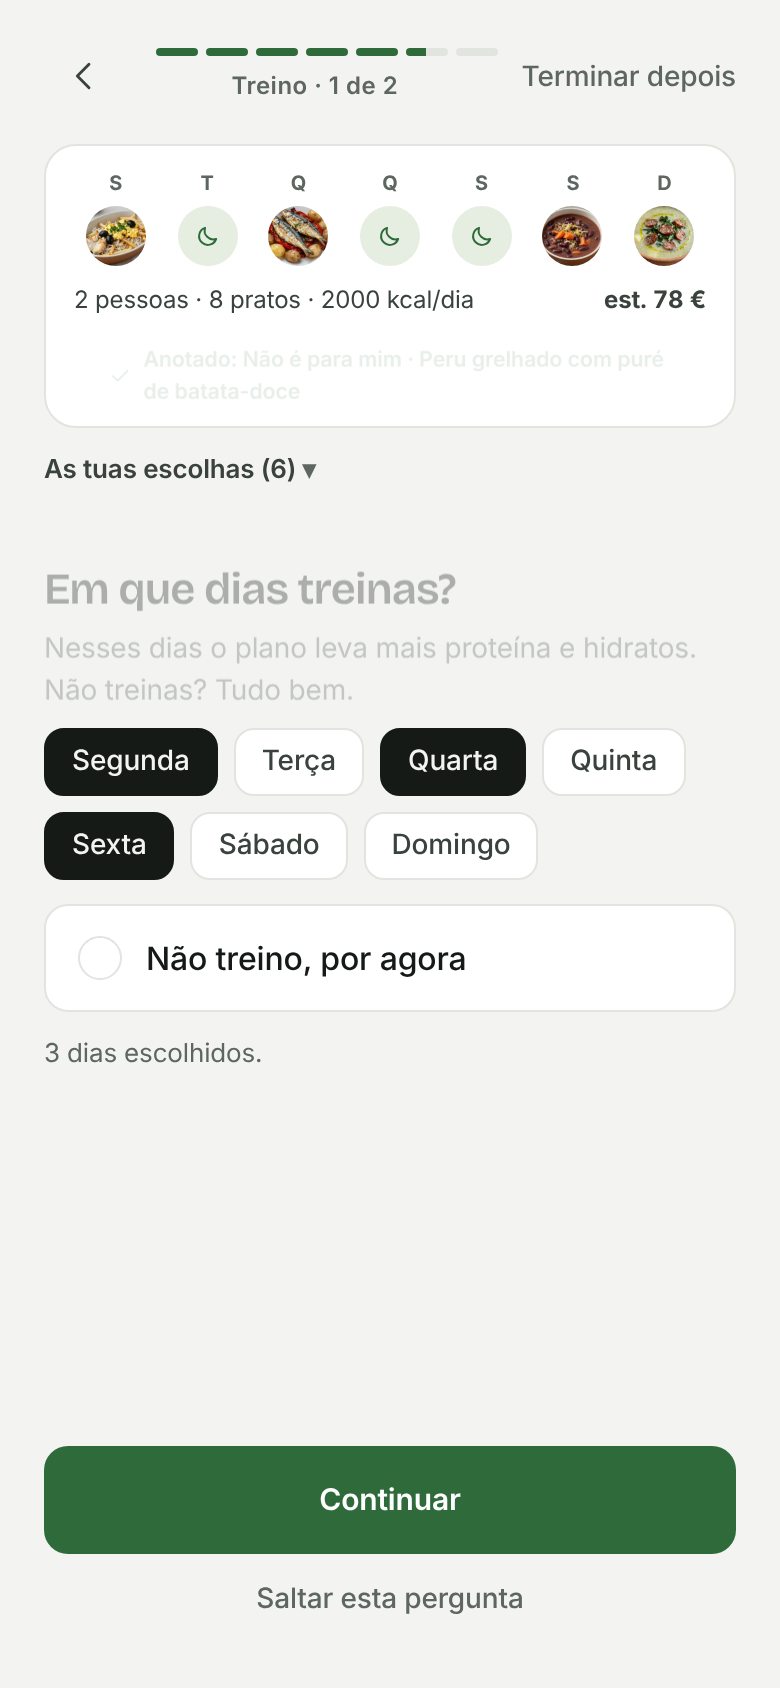 Treino · 1 de 2
Terminar depois
S T Q Q S S D
2 pessoas · 8 pratos · 2000 kcal/dia est. 78 €
Anotado: Não é para mim · Peru grelhado com puré
de batata-doce
As tuas escolhas (6) ▾
Em que dias treinas?
Nesses dias o plano leva mais proteína e hidratos.
Não treinas? Tudo bem.
Segunda Terça Quarta Quinta
Sexta Sábado Domingo
Não treino, por agora
3 dias escolhidos.
Continuar
Saltar esta pergunta